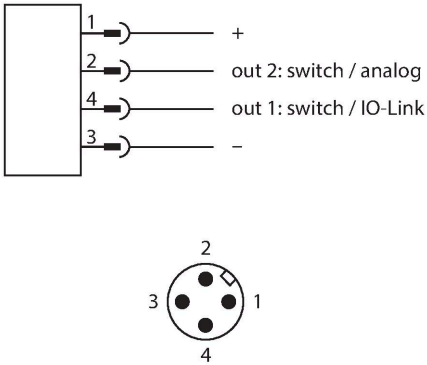 1 +
2 out 2: switch / analog
4 out 1: switch / IO-Link
3 –
2
3 1
4